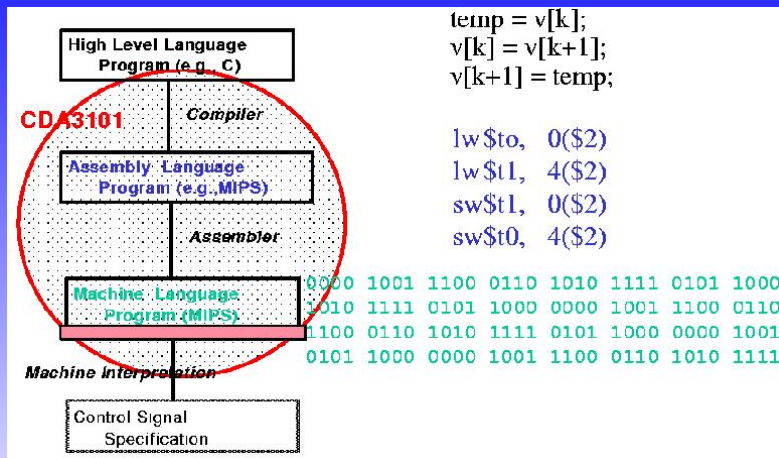 High Level Language
Program (e.g., C)
Compiler
CDA3101
Assembly Language
Program (e.g.,MIPS)
Assembler
Machine Language
Program (MIPS)
Machine Interpretation
Control Signal
Specification
temp = v[k];
v[k] = v[k+1];
v[k+1] = temp;
lw$to, 0($2)
lw$t1, 4($2)
sw$t1, 0($2)
sw$t0, 4($2)
0000 1001 1100 0110 1010 1111 0101 1000
1010 1111 0101 1000 0000 1001 1100 0110
1100 0110 1010 1111 0101 1000 0000 1001
0101 1000 0000 1001 1100 0110 1010 1111